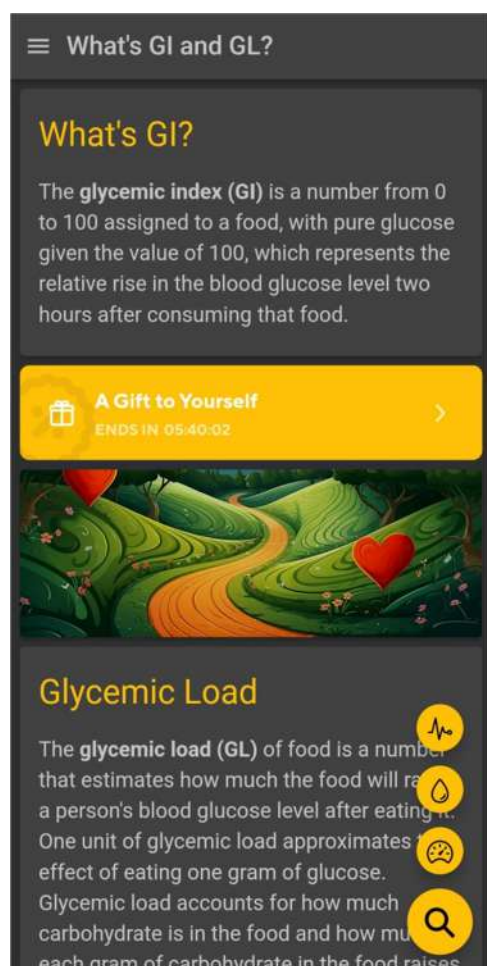 What's GI and GL?
What's GI?
The glycemic index (GI) is a number from 0
to 100 assigned to a food, with pure glucose
given the value of 100, which represents the
relative rise in the blood glucose level two
hours after consuming that food.
A Gift to Yourself
ENDS IN 05:40:02
Glycemic Load
The glycemic load (GL) of food is a number
that estimates how much the food will
a person's blood glucose level after eating it.
One unit of glycemic load approximates
effect of eating one gram of glucose.
Glycemic load accounts for how much
carbohydrate is in the food and how
each gram of carbohydrate in the food raises